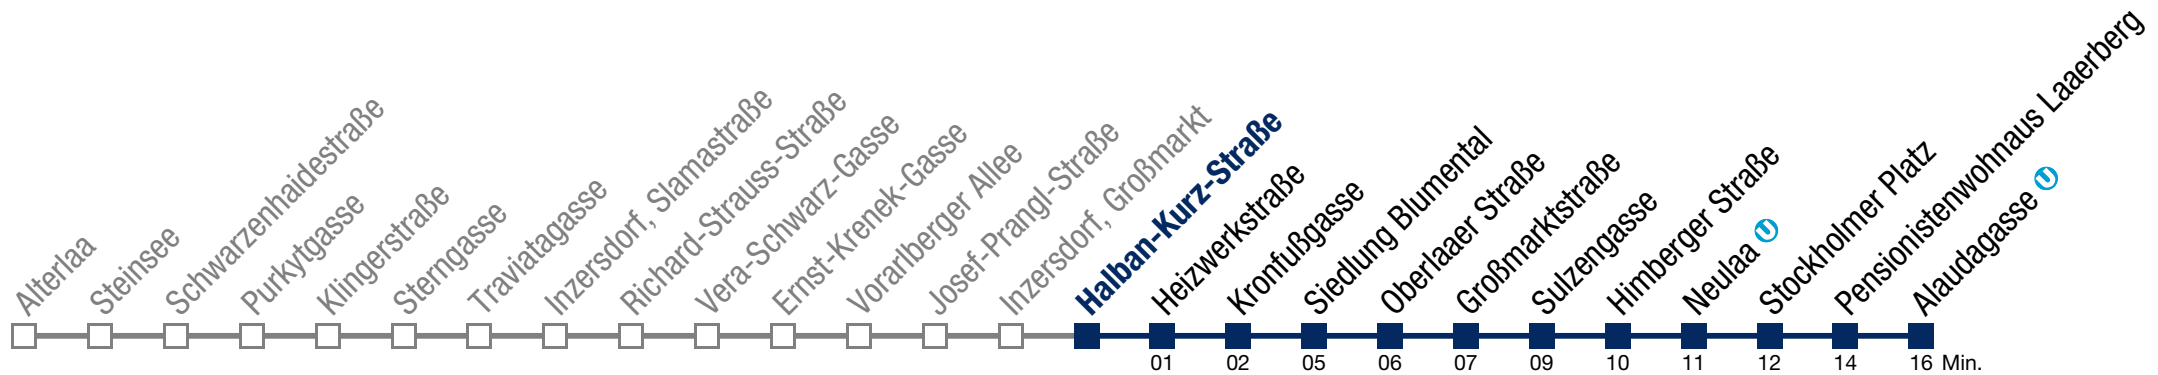 Alterlaa
Steinsee
Schwarzenhaidestraße
Purkytgasse
Klingerstraße
Sterngasse
Traviatagasse
Inzersdorf, Slamastraße
Richard-Strauss-Straße
Vera-Schwarz-Gasse
Ernst-Krenek-Gasse
Vorarlberger Allee
Josef-Prangl-Straße
Inzersdorf, Großmarkt
Halban-Kurz-Straße
Heizwerkstraße
Kronfußgasse
Siedlung Blumental
Oberlaaer Straße
Großmarktstraße
Sulzengasse
Himberger Straße
Neulaa U
Stockholmer Platz
Pensionistenwohnhaus Laaerberg
Alaudagasse U
01 02 05 06 07 09 10 11 12 14 16 Min.